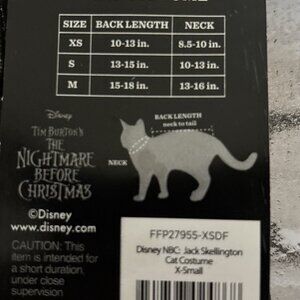 SIZE BACK LENGTH NECK
XS 10-13 in. 8.5-10 in.
S 13-15 in. 10-13 in.
M 15-18 in. 13-16 in.
BACK LENGTH
neck to tail
NECK
Disney
TIM BURTON'S
THE
NIGHTMARE
BEFORE
CHRISTMAS
©Disney
www.disney.com
CAUTION: This
item is intended for
a short duration,
under close
supervision
FFP27955-XSDF
Disney NBC: Jack Skellington
Cat Costume
X-Small